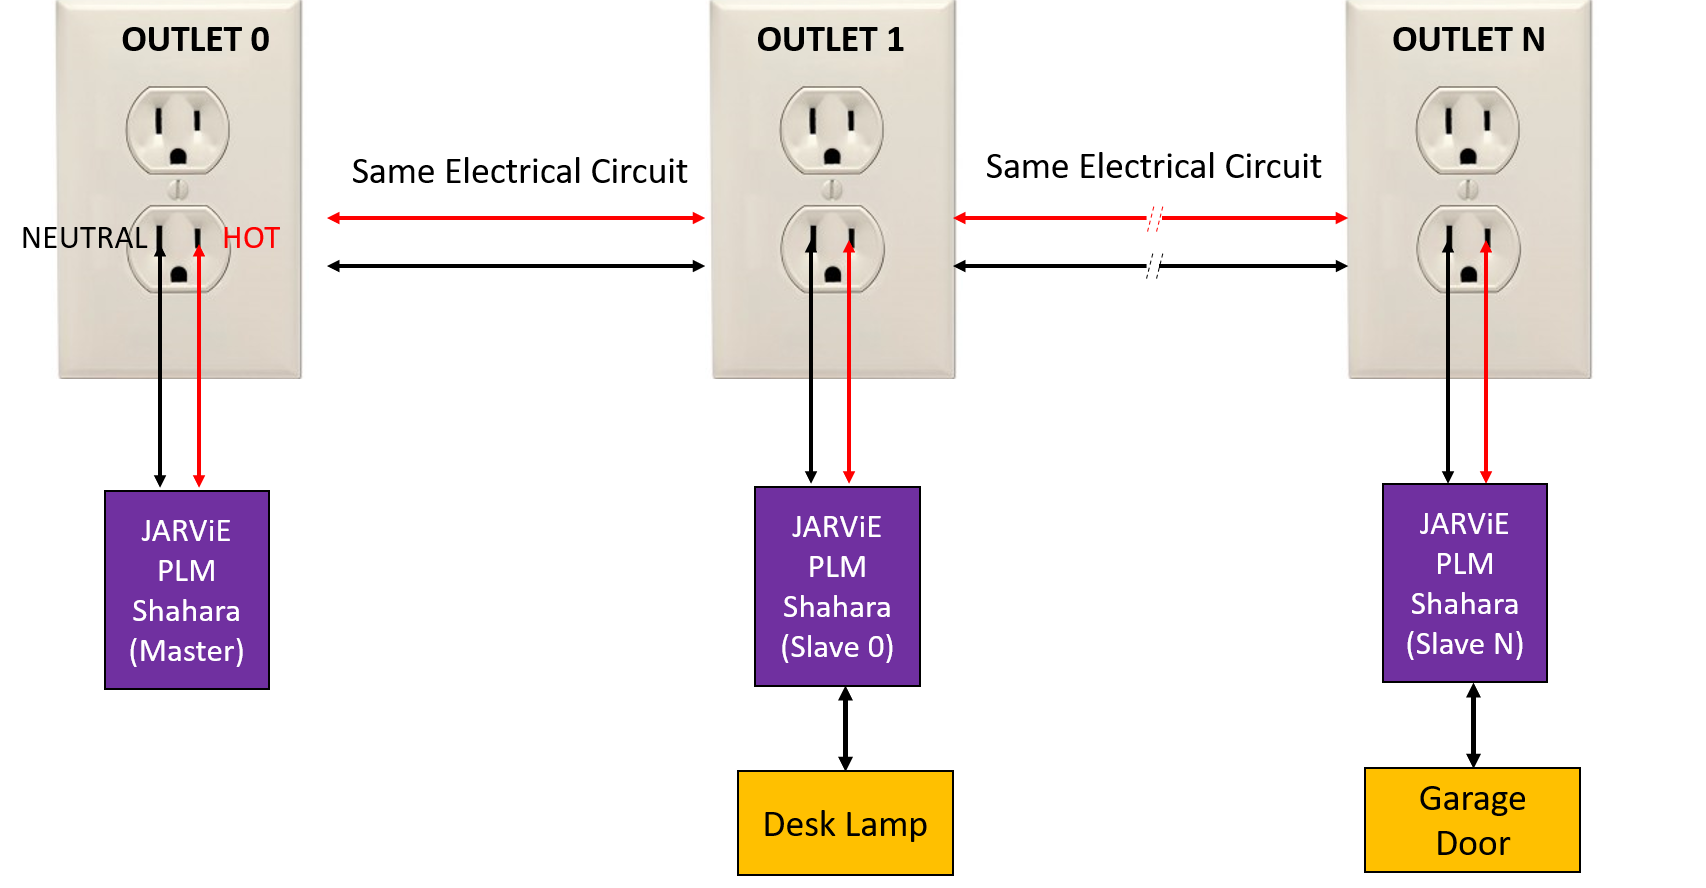 OUTLET 0
OUTLET 1
OUTLET N
Same Electrical Circuit
Same Electrical Circuit
NEUTRAL
HOT
JARViE
PLM
Shahara
(Master)
JARViE
PLM
Shahara
(Slave 0)
JARViE
PLM
Shahara
(Slave N)
Desk Lamp
Garage
Door